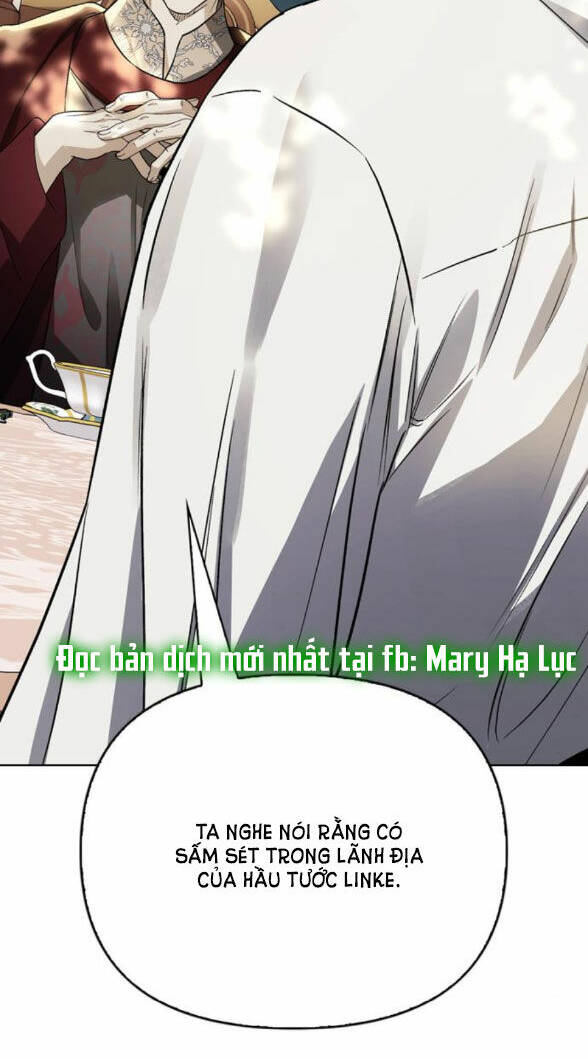 Đọc bản dịch mới nhất tại fb: Mary Hạ Lục
TA NGHE NÓI RẰNG CÓ
SẤM SÉT TRONG LÃNH ĐỊA
CỦA HẦU TƯỚC LINKE.